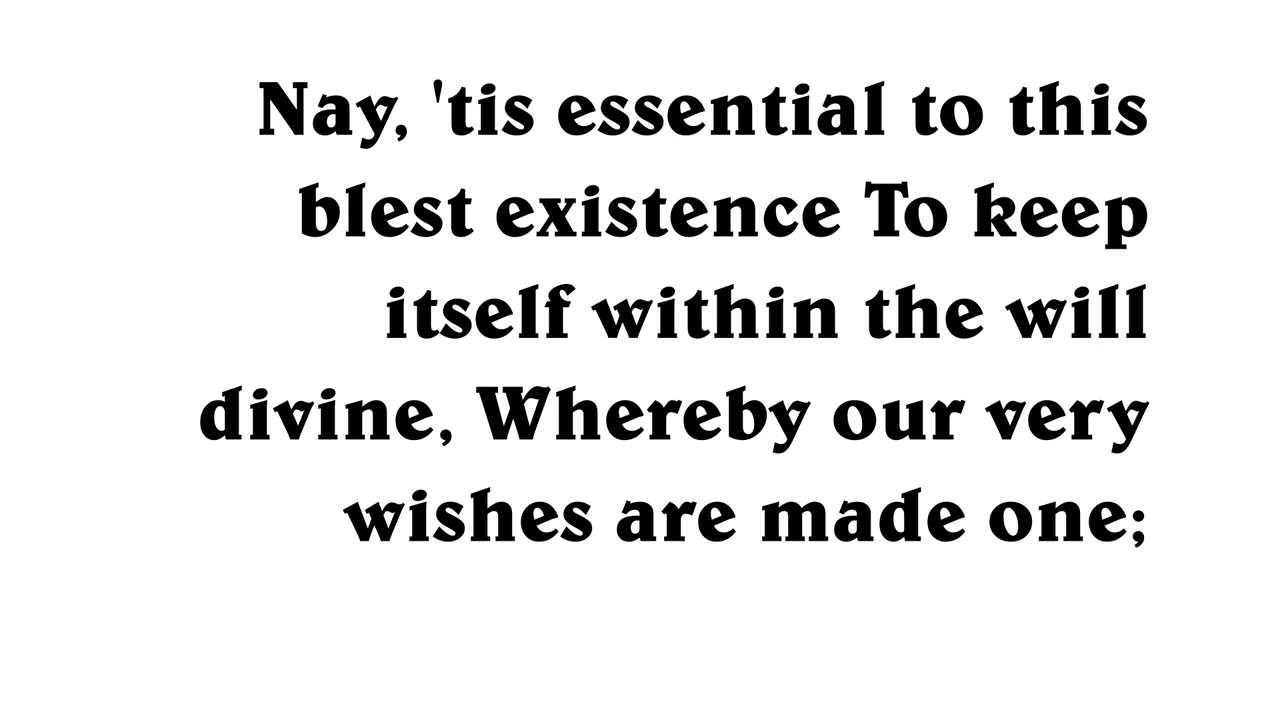 Nay, 'tis essential to this
blest existence To keep
itself within the will
divine, Whereby our very
wishes are made one;